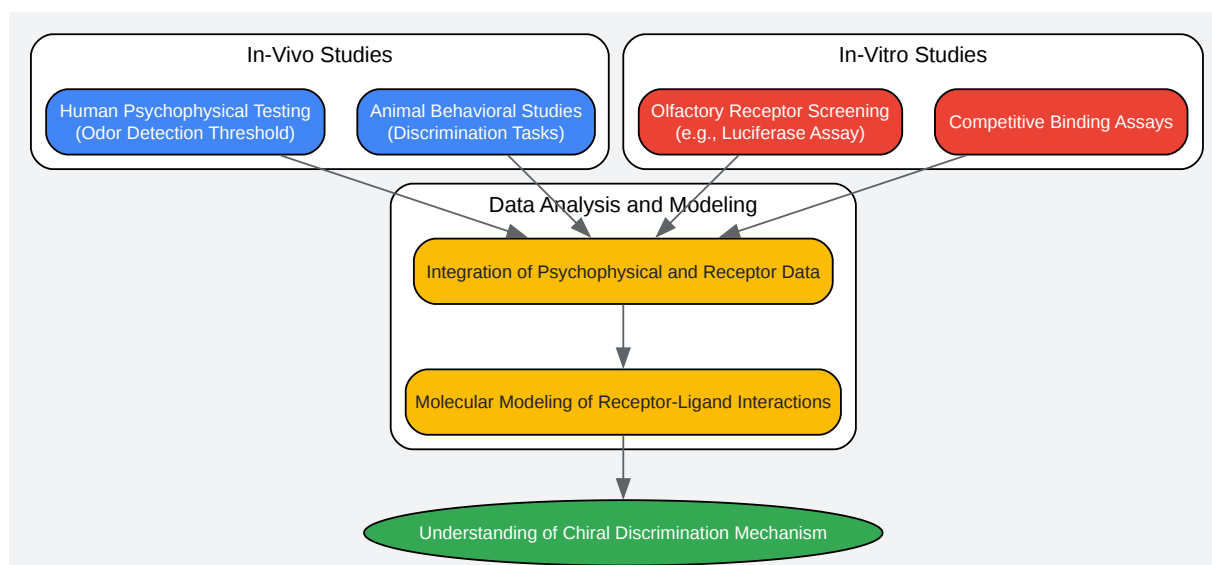 In-Vivo Studies
In-Vitro Studies
Human Psychophysical Testing
(Odor Detection Threshold)
Animal Behavioral Studies
(Discrimination Tasks)
Olfactory Receptor Screening
(e.g., Luciferase Assay)
Competitive Binding Assays
Data Analysis and Modeling
Integration of Psychophysical and Receptor Data
Molecular Modeling of Receptor-Ligand Interactions
Understanding of Chiral Discrimination Mechanism